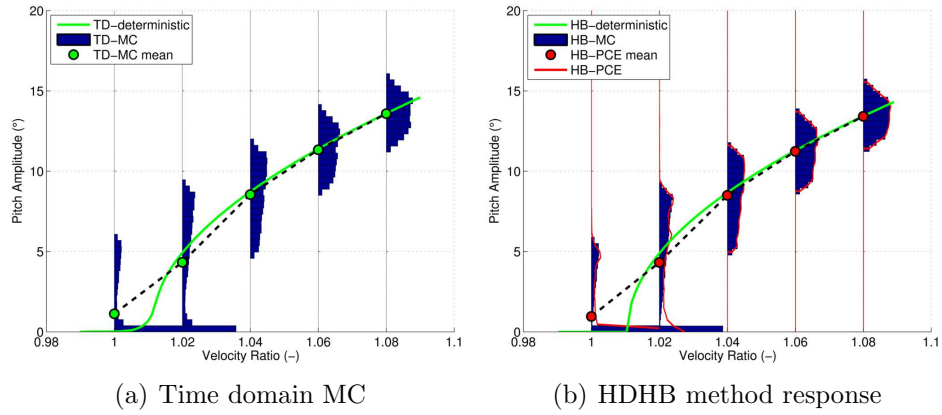 20
15
10
5
0
0.98
1
1.02
1.04
1.06
1.08
1.1
Pitch Amplitude (°)
Velocity Ratio (−)
TD−deterministic
TD−MC
TD−MC mean
(a) Time domain MC
20
15
10
5
0
0.98
1
1.02
1.04
1.06
1.08
1.1
Pitch Amplitude (°)
Velocity Ratio (−)
HB−deterministic
HB−MC
HB−PCE mean
HB−PCE
(b) HDHB method response